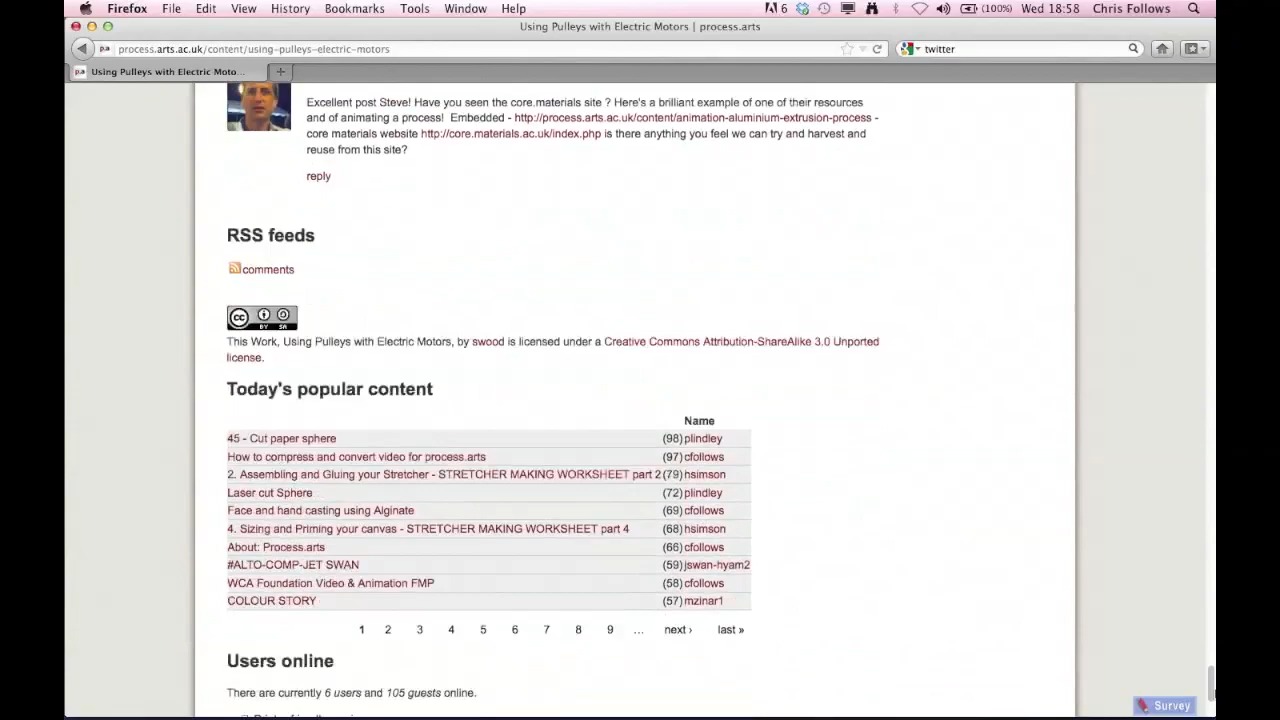 Firefox File Edit View History Bookmarks Tools Window Help 6 (100%) Wed 18:58 Chris Follows
Using Pulleys with Electric Motors | process.arts
process.arts.ac.uk/content/using-pulleys-electric-motors twitter
Using Pulleys with Electric Moto...
Excellent post Steve! Have you seen the core.materials site ? Here's a brilliant example of one of their resources
and of animating a process! Embedded - http://process.arts.ac.uk/content/animation-aluminium-extrusion-process -
core materials website http://core.materials.ac.uk/index.php is there anything you feel we can try and harvest and
reuse from this site?
reply
RSS feeds
comments
cc BY SA
This Work, Using Pulleys with Electric Motors, by swood is licensed under a Creative Commons Attribution-ShareAlike 3.0 Unported
license.
Today's popular content
Name
45 - Cut paper sphere (98) plindley
How to compress and convert video for process.arts (97) cfollows
2. Assembling and Gluing your Stretcher - STRETCHER MAKING WORKSHEET part 2 (79) hsimson
Laser cut Sphere (72) plindley
Face and hand casting using Alginate (69) cfollows
4. Sizing and Priming your canvas - STRETCHER MAKING WORKSHEET part 4 (68) hsimson
About: Process.arts (66) cfollows
#ALTO-COMP-JET SWAN (59) jswan-hyam2
WCA Foundation Video & Animation FMP (58) cfollows
COLOUR STORY (57) mzinar1
1 2 3 4 5 6 7 8 9 ... next › last »
Users online
There are currently 6 users and 105 guests online.
Survey